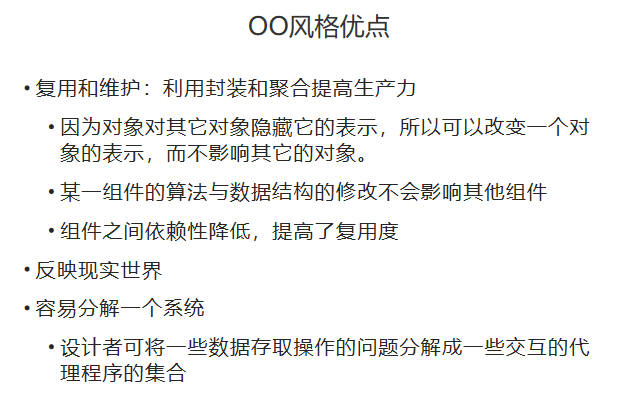 OO风格优点
• 复用和维护：利用封装和聚合提高生产力
• 因为对象对其它对象隐藏它的表示，所以可以改变一个对
象的表示，而不影响其它的对象。
• 某一组件的算法与数据结构的修改不会影响其他组件
• 组件之间依赖性降低，提高了复用度
• 反映现实世界
• 容易分解一个系统
• 设计者可将一些数据存取操作的问题分解成一些交互的代
理程序的集合